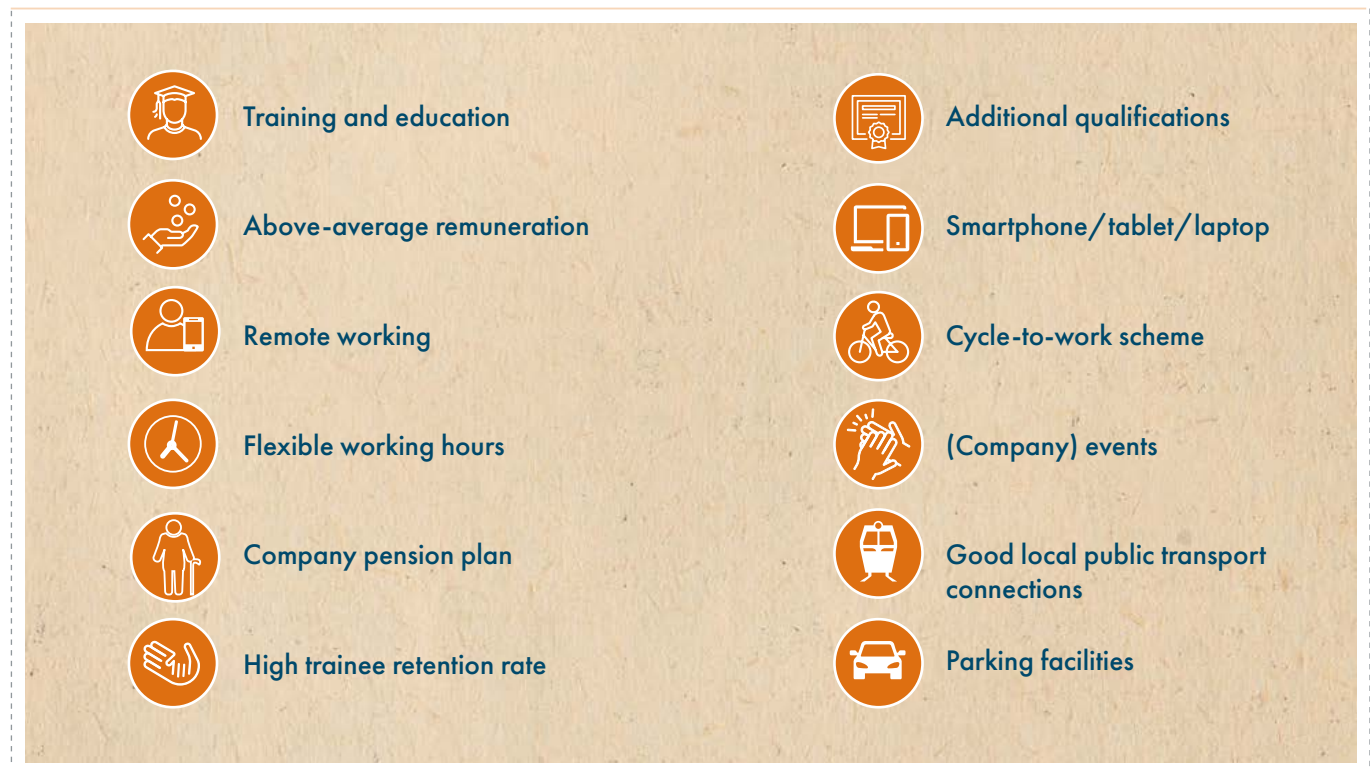 Training and education
Above-average remuneration
Remote working
Flexible working hours
Company pension plan
High trainee retention rate
Additional qualifications
Smartphone/tablet/laptop
Cycle-to-work scheme
(Company) events
Good local public transport
connections
Parking facilities